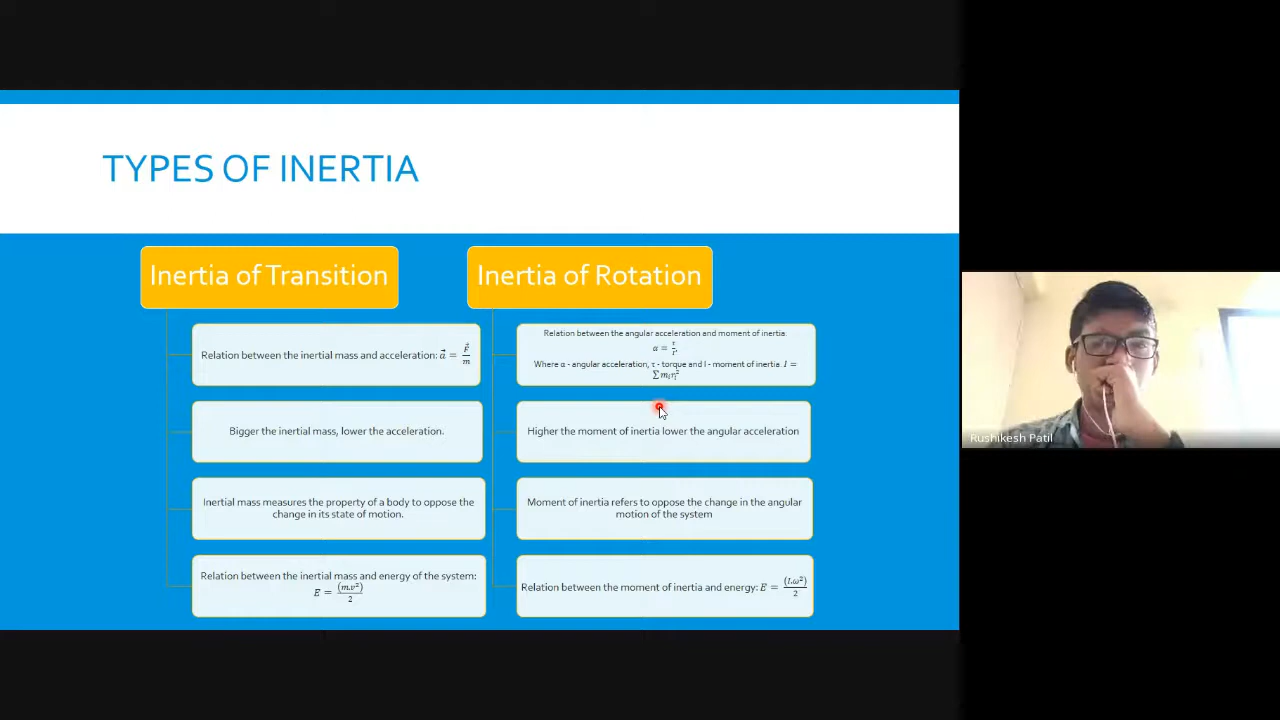 TYPES OF INERTIA
Inertia of Transition
Relation between the inertial mass and acceleration: a⃗ = F⃗/m
Bigger the inertial mass, lower the acceleration.
Inertial mass measures the property of a body to oppose the
change in its state of motion.
Relation between the inertial mass and energy of the system:
E = (m.v²)/2
Inertia of Rotation
Relation between the angular acceleration and moment of inertia:
α = τ/I'
Where α - angular acceleration, τ - torque and I - moment of inertia. I =
∑ mᵢrᵢ²
Higher the moment of inertia lower the angular acceleration
Moment of inertia refers to oppose the change in the angular
motion of the system
Relation between the moment of inertia and energy: E = (I.ω²)/2
Rushikesh Patil